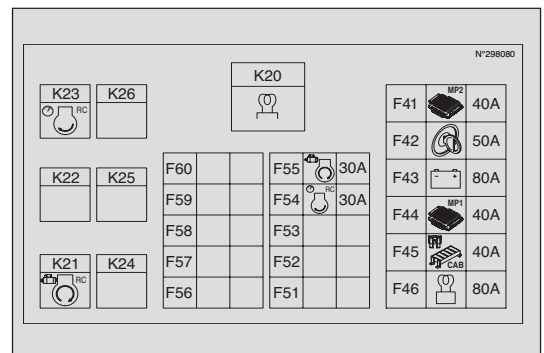 N°298080
K20
K23 K26
RC
K22 K25
K21 K24
RC
F60
F59
F58
F57
F56
F55 30A
F54 RC 30A
F53
F52
F51
F41 MP2 40A
F42 50A
F43 - + 80A
F44 MP1 40A
F45 CAB 40A
F46 80A